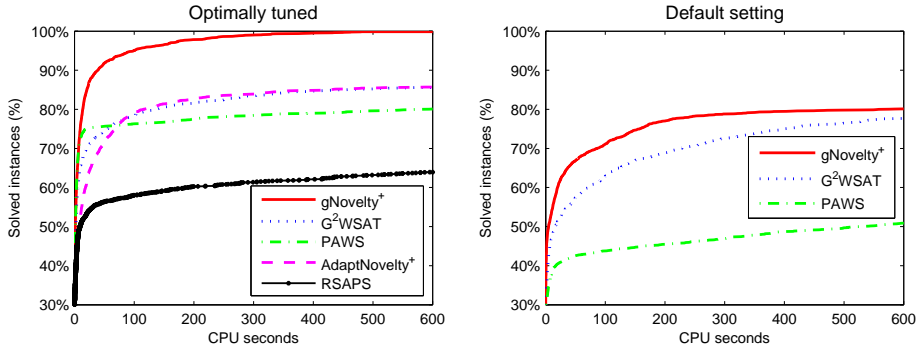 Optimally tuned
100%
90%
80%
70%
60%
50%
40%
30%
Solved instances (%)
0
100
200
300
400
500
600
CPU seconds
gNovelty⁺
G²WSAT
PAWS
AdaptNovelty⁺
RSAPS
Default setting
100%
90%
80%
70%
60%
50%
40%
30%
Solved instances (%)
0
100
200
300
400
500
600
CPU seconds
gNovelty⁺
G²WSAT
PAWS